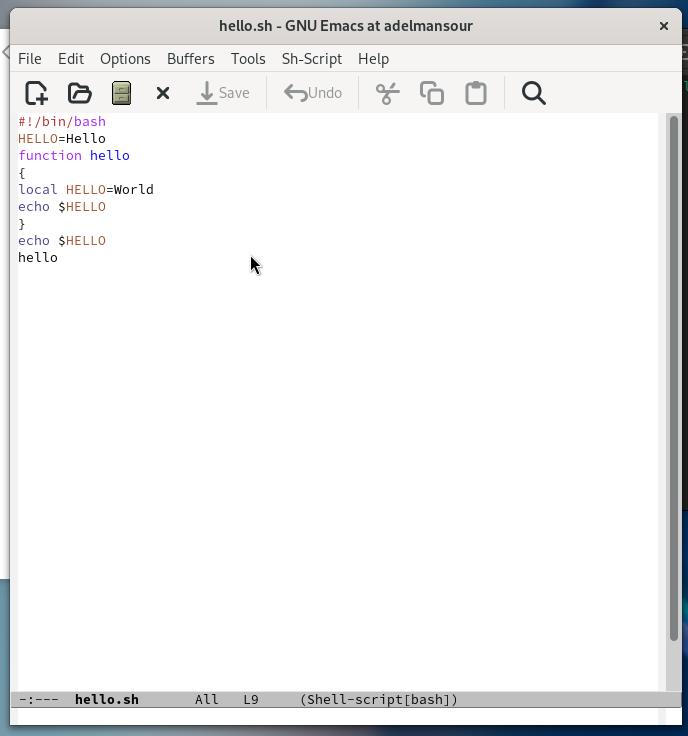 hello.sh - GNU Emacs at adelmansour
File Edit Options Buffers Tools Sh-Script Help
Save Undo
#!/bin/bash
HELLO=Hello
function hello
{
local HELLO=World
echo $HELLO
}
echo $HELLO
hello
-:--- hello.sh All L9 (Shell-script[bash])